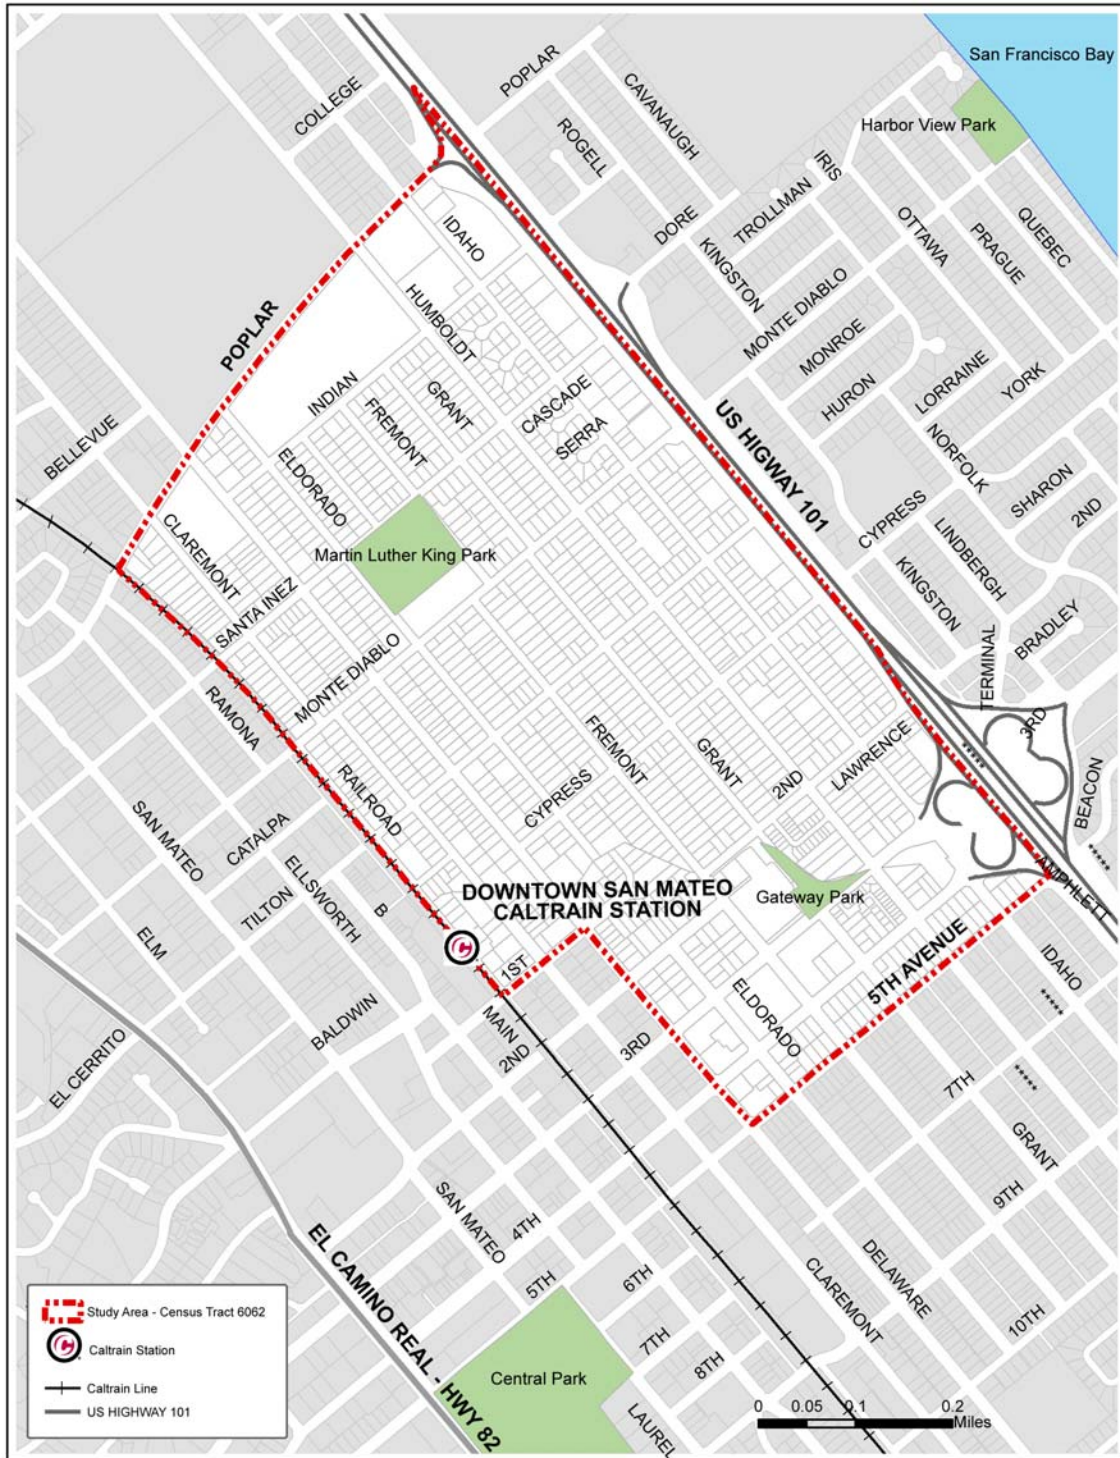 San Francisco Bay
POPLAR
COLLEGE
CAVANAUGH
Harbor View Park
ROGELL
IRIS
TROLLMAN
DORE
QUEBEC
OTTAWA
PRAGUE
IDAHO
KINGSTON
MONTE DIABLO
HUMBOLDT
POPLAR
MONROE
YORK
LORRAINE
HURON
INDIAN
GRANT
CASCADE
FREMONT
SERRA
US HIGWAY 101
BELLEVUE
NORFOLK
ELDORADO
SHARON
2ND
CYPRESS
LINDBERGH
CLAREMONT
Martin Luther King Park
KINGSTON
SANTA INEZ
BRADLEY
MONTE DIABLO
TERMINAL
RAMONA
3RD
FREMONT
GRANT
LAWRENCE
2ND
RAILROAD
CYPRESS
BEACON
SAN MATEO
CATALPA
ELLSWORTH
TILTON
B
AMPHLETT
DOWNTOWN SAN MATEO
CALTRAIN STATION
Gateway Park
C
ELM
5TH AVENUE
IDAHO
1ST
ELDORADO
BALDWIN
MAIN
2ND
3RD
*****
*****
*****
*****
EL CERRITO
7TH
GRANT
9TH
SAN MATEO
4TH
DELAWARE
EL CAMINO REAL - HWY 82
5TH
6TH
CLAREMONT
10TH
7TH
8TH
Central Park
LAUREL
Study Area - Census Tract 6062
C
Caltrain Station
Caltrain Line
US HIGHWAY 101
0 0.05 0.1 0.2
Miles